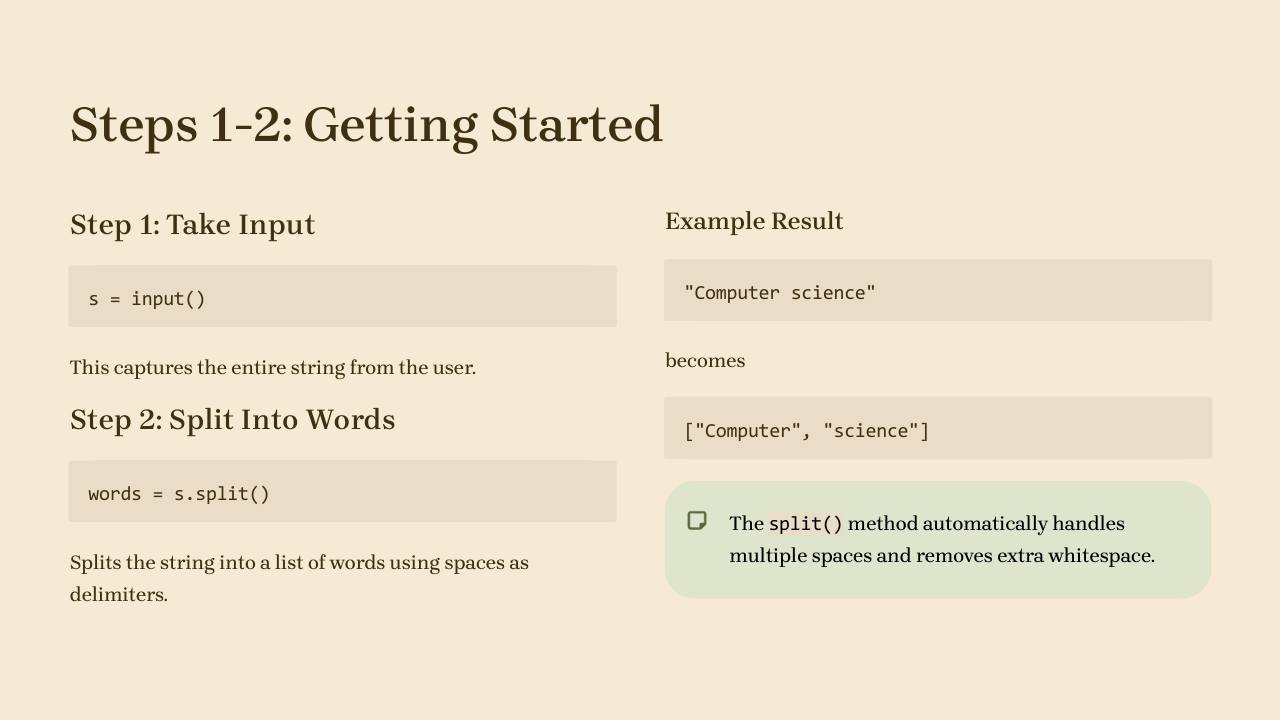 Steps 1-2: Getting Started
Step 1: Take Input
s = input()
This captures the entire string from the user.
Step 2: Split Into Words
words = s.split()
Splits the string into a list of words using spaces as
delimiters.
Example Result
"Computer science"
becomes
["Computer", "science"]
The split() method automatically handles
multiple spaces and removes extra whitespace.